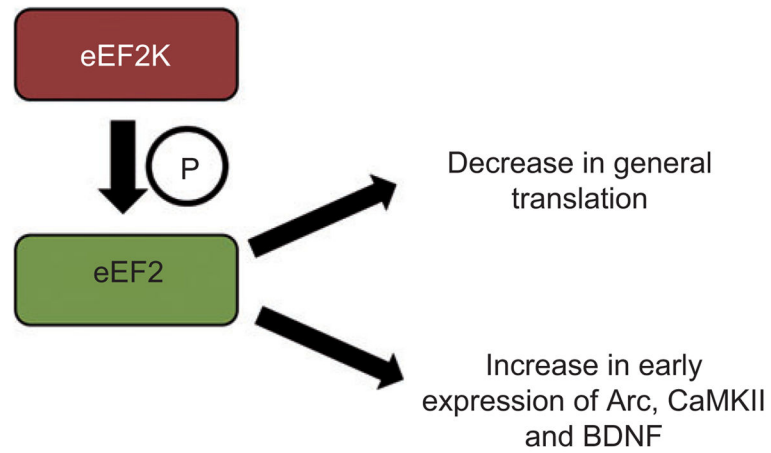 eEF2K
P
eEF2
Decrease in general
translation
Increase in early
expression of Arc, CaMKII
and BDNF